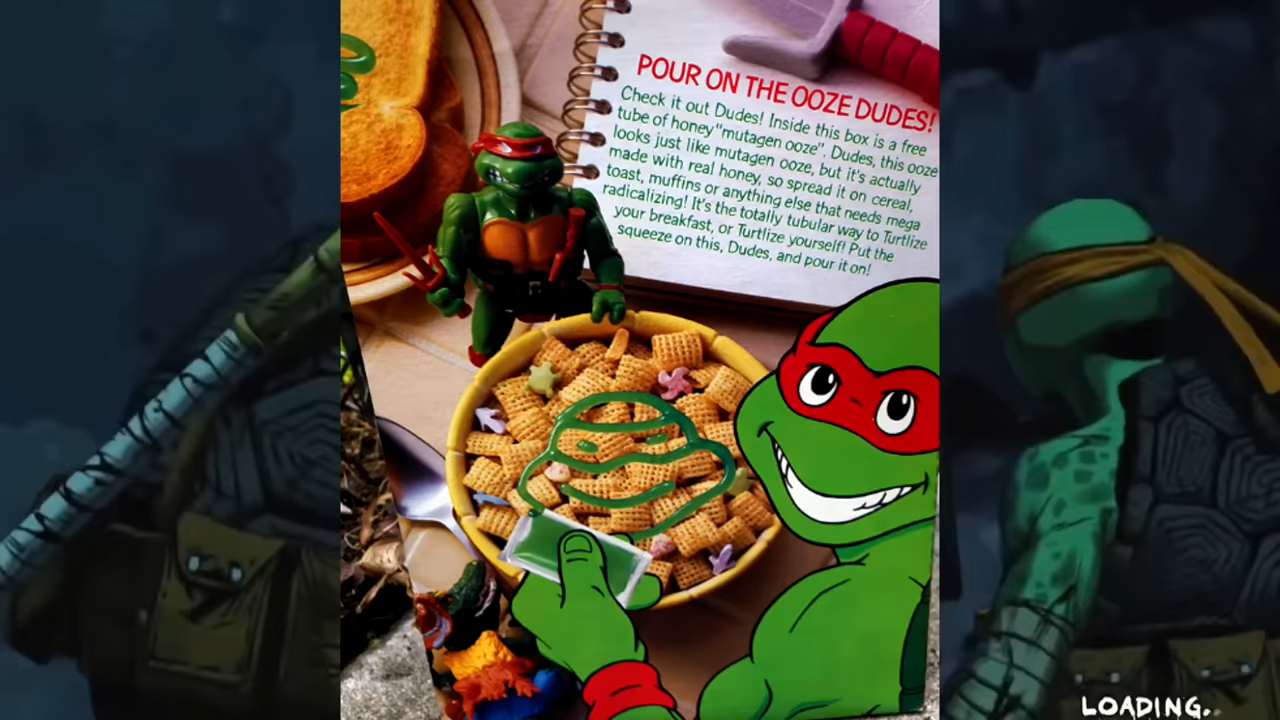 POUR ON THE OOZE DUDES!
Check it out Dudes! Inside this box is a free
tube of honey "mutagen ooze". Dudes, this ooze
looks just like mutagen ooze, but it's actually
made with real honey, so spread it on cereal,
toast, muffins or anything else that needs mega
radicalizing! It's the totally tubular way to Turtlize
your breakfast, or Turtlize yourself! Put the
squeeze on this, Dudes, and pour it on!
LOADING..